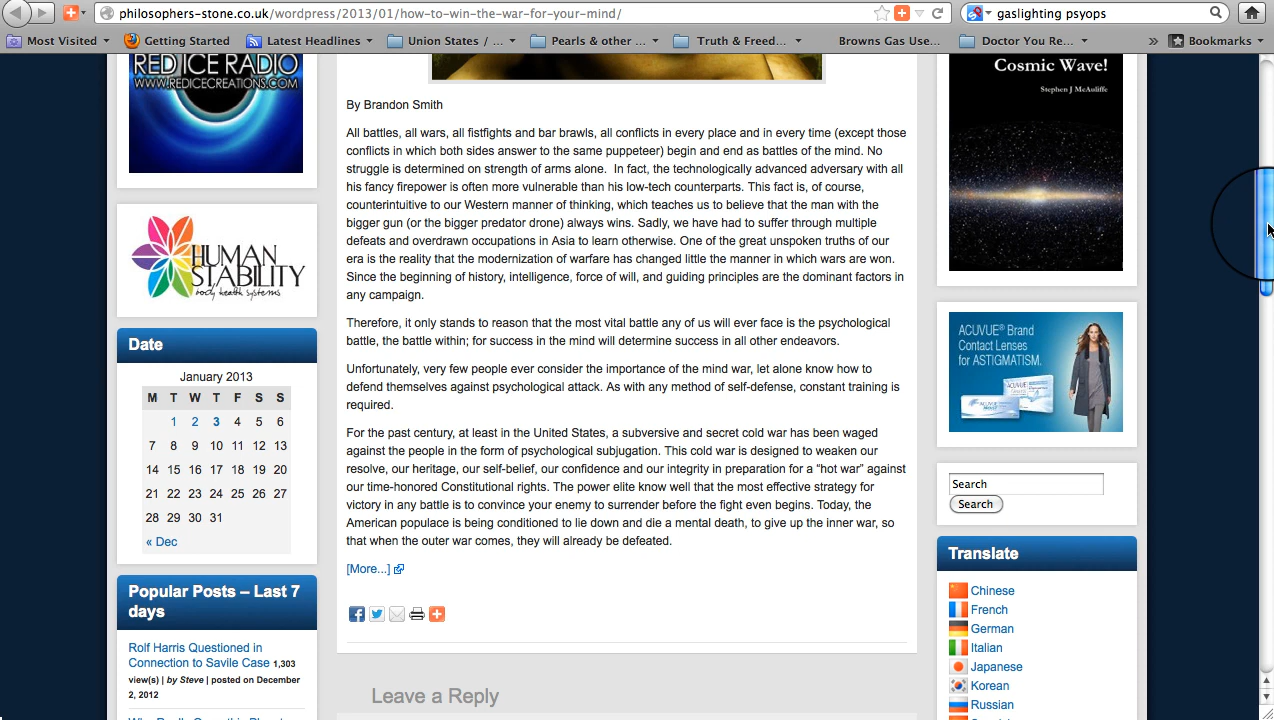 philosophers-stone.co.uk/wordpress/2013/01/how-to-win-the-war-for-your-mind/
gaslighting psyops
Most Visited
Getting Started
Latest Headlines
Union States / ...
Pearls & other ...
Truth & Freed...
Browns Gas Use...
Doctor You Re...
»
Bookmarks
RED ICE RADIO
WWW.REDICECREATIONS.COM
HUMAN
STABILITY
body health systems
Date
January 2013
M T W T F S S
1 2 3 4 5 6
7 8 9 10 11 12 13
14 15 16 17 18 19 20
21 22 23 24 25 26 27
28 29 30 31
« Dec
Popular Posts – Last 7
days
Rolf Harris Questioned in
Connection to Savile Case 1,303
view(s) | by Steve | posted on December
2, 2012
By Brandon Smith
All battles, all wars, all fistfights and bar brawls, all conflicts in every place and in every time (except those
conflicts in which both sides answer to the same puppeteer) begin and end as battles of the mind. No
struggle is determined on strength of arms alone.  In fact, the technologically advanced adversary with all
his fancy firepower is often more vulnerable than his low-tech counterparts. This fact is, of course,
counterintuitive to our Western manner of thinking, which teaches us to believe that the man with the
bigger gun (or the bigger predator drone) always wins. Sadly, we have had to suffer through multiple
defeats and overdrawn occupations in Asia to learn otherwise. One of the great unspoken truths of our
era is the reality that the modernization of warfare has changed little the manner in which wars are won.
Since the beginning of history, intelligence, force of will, and guiding principles are the dominant factors in
any campaign.
Therefore, it only stands to reason that the most vital battle any of us will ever face is the psychological
battle, the battle within; for success in the mind will determine success in all other endeavors.
Unfortunately, very few people ever consider the importance of the mind war, let alone know how to
defend themselves against psychological attack. As with any method of self-defense, constant training is
required.
For the past century, at least in the United States, a subversive and secret cold war has been waged
against the people in the form of psychological subjugation. This cold war is designed to weaken our
resolve, our heritage, our self-belief, our confidence and our integrity in preparation for a “hot war” against
our time-honored Constitutional rights. The power elite know well that the most effective strategy for
victory in any battle is to convince your enemy to surrender before the fight even begins. Today, the
American populace is being conditioned to lie down and die a mental death, to give up the inner war, so
that when the outer war comes, they will already be defeated.
[More...]
Leave a Reply
Cosmic Wave!
Stephen J McAuliffe
ACUVUE® Brand
Contact Lenses
for ASTIGMATISM.
Search
Search
Translate
Chinese
French
German
Italian
Japanese
Korean
Russian